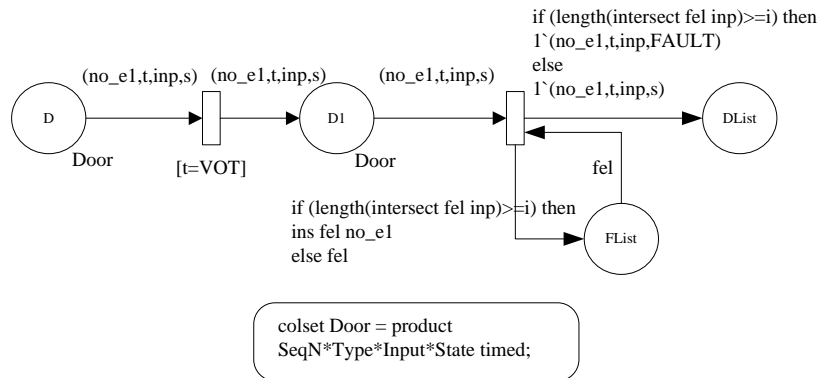 if (length(intersect fel inp)>=i) then
1`(no_e1,t,inp,FAULT)
else
1`(no_e1,t,inp,s)
(no_e1,t,inp,s)
(no_e1,t,inp,s)
(no_e1,t,inp,s)
D
D1
DList
Door
[t=VOT]
Door
fel
if (length(intersect fel inp)>=i) then
ins fel no_e1
else fel
FList
colset Door = product
SeqN*Type*Input*State timed;